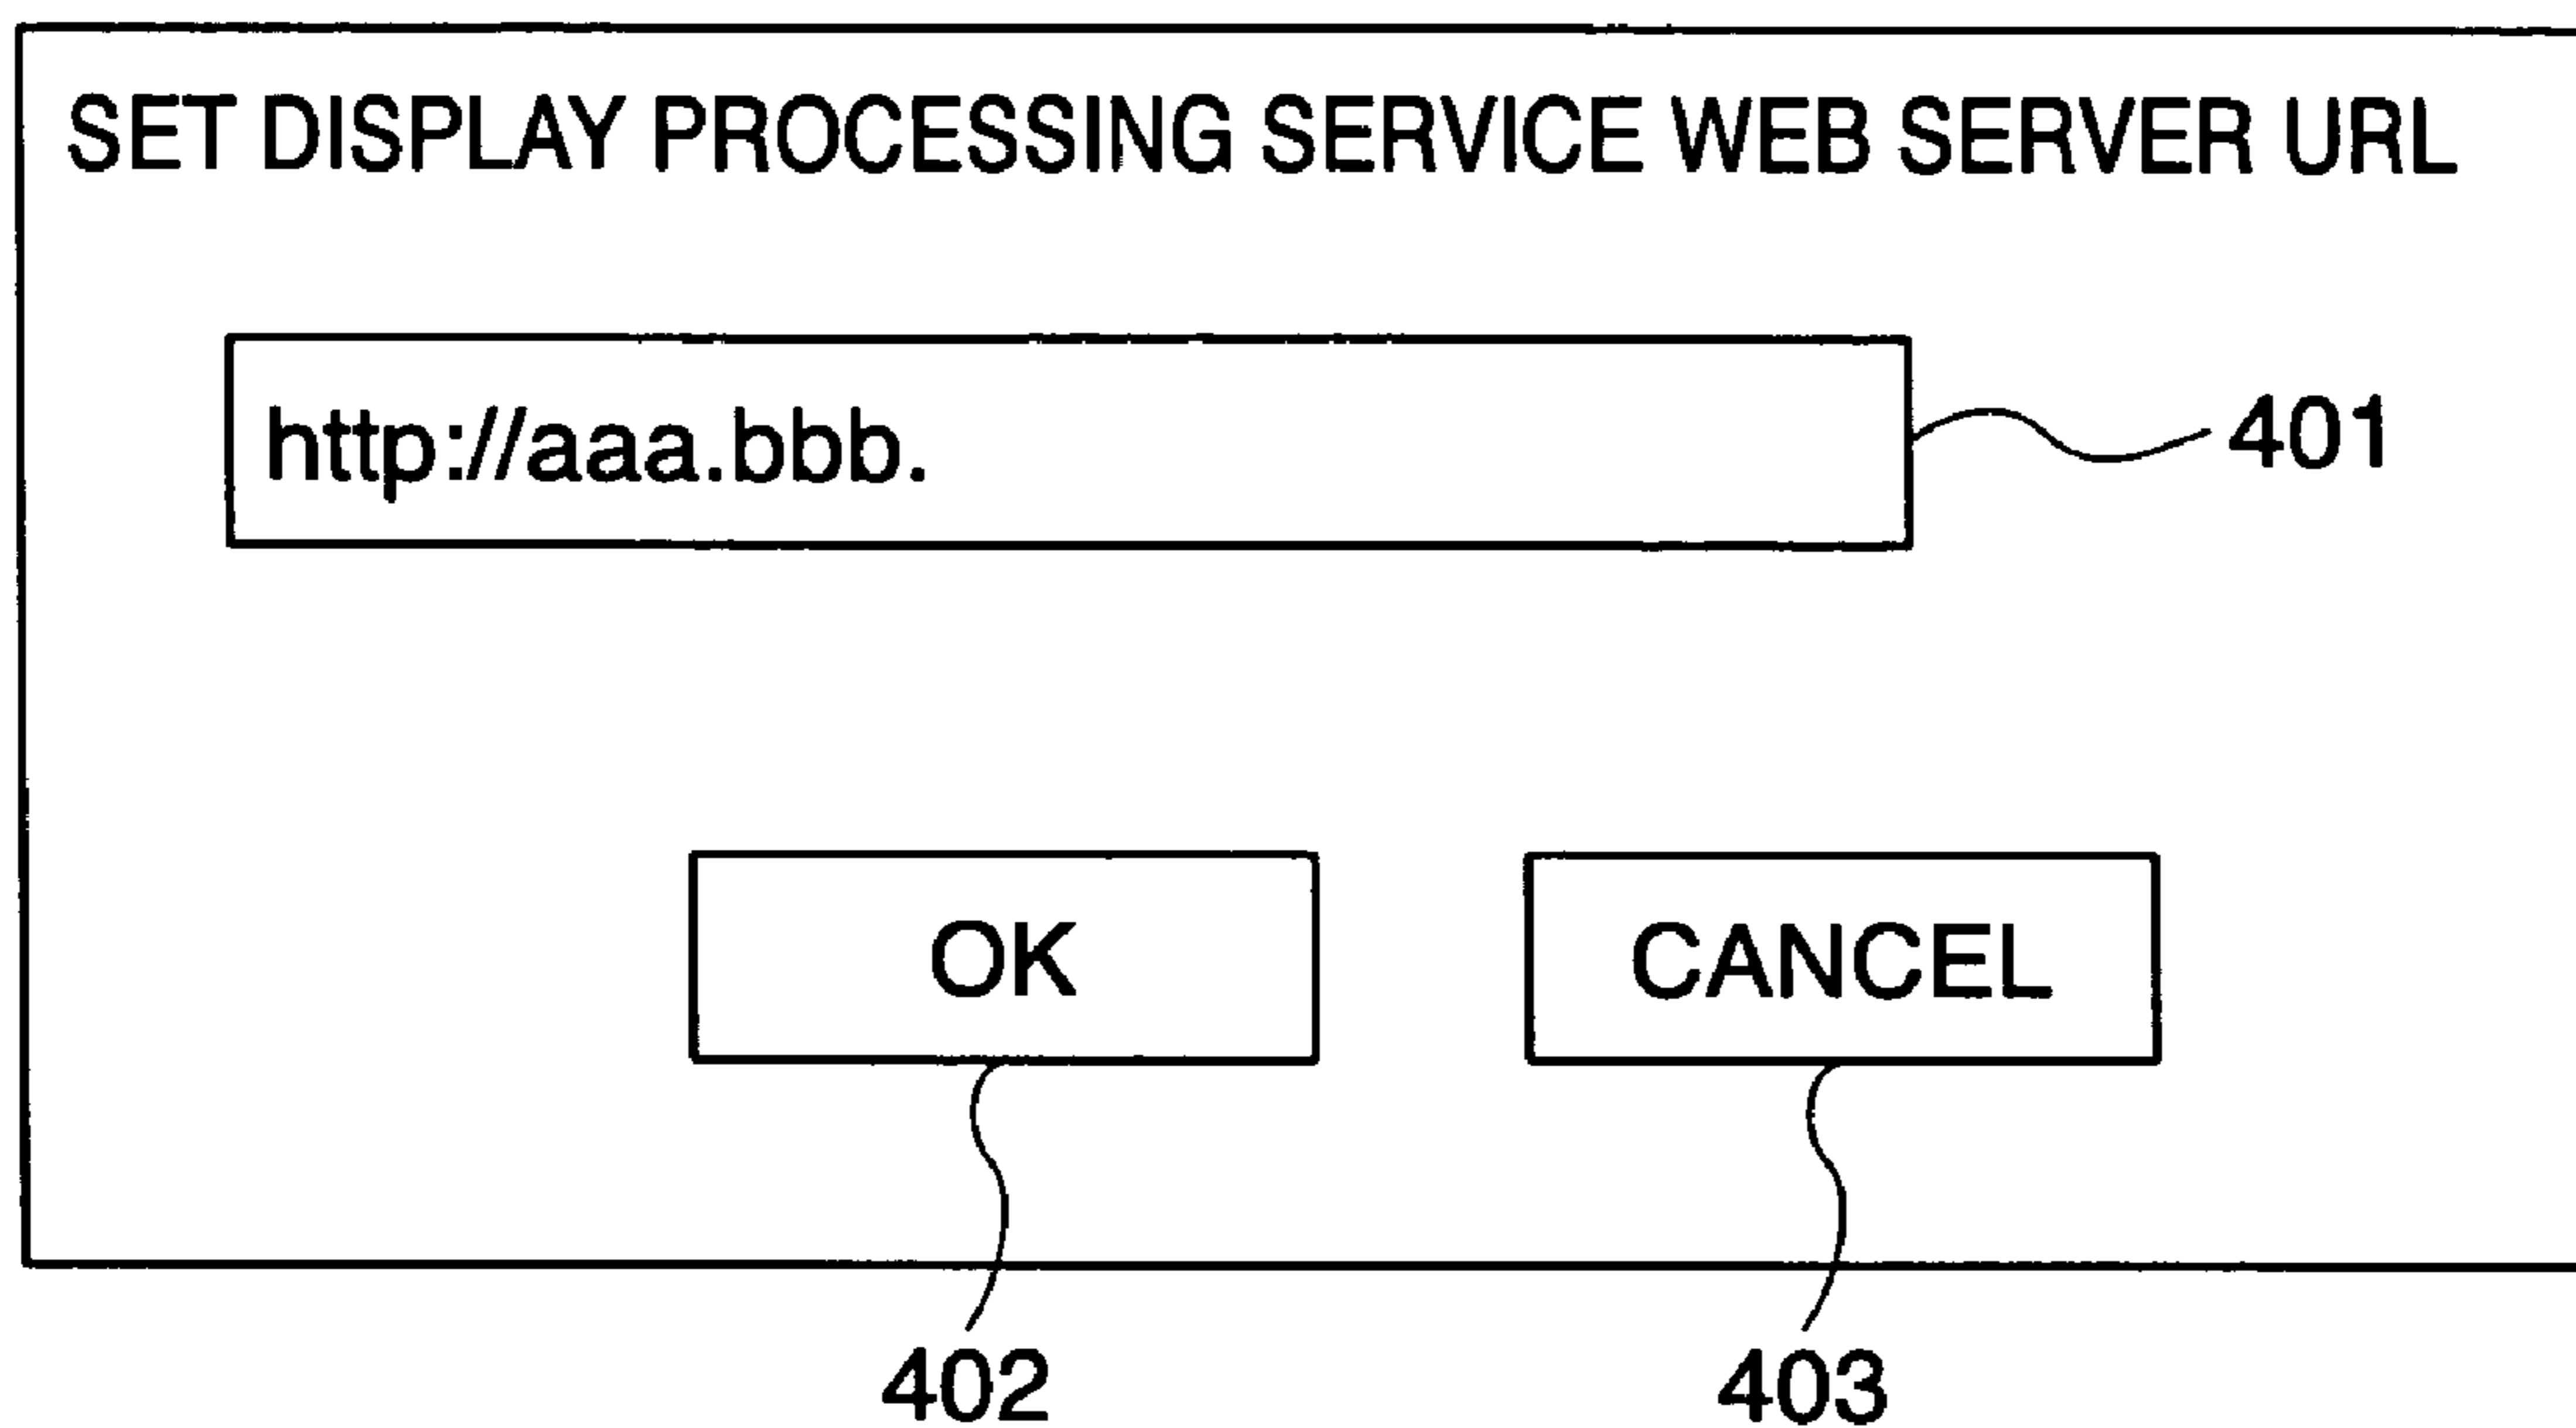 SET DISPLAY PROCESSING SERVICE WEB SERVER URL
http://aaa.bbb.
401
OK
CANCEL
402
403